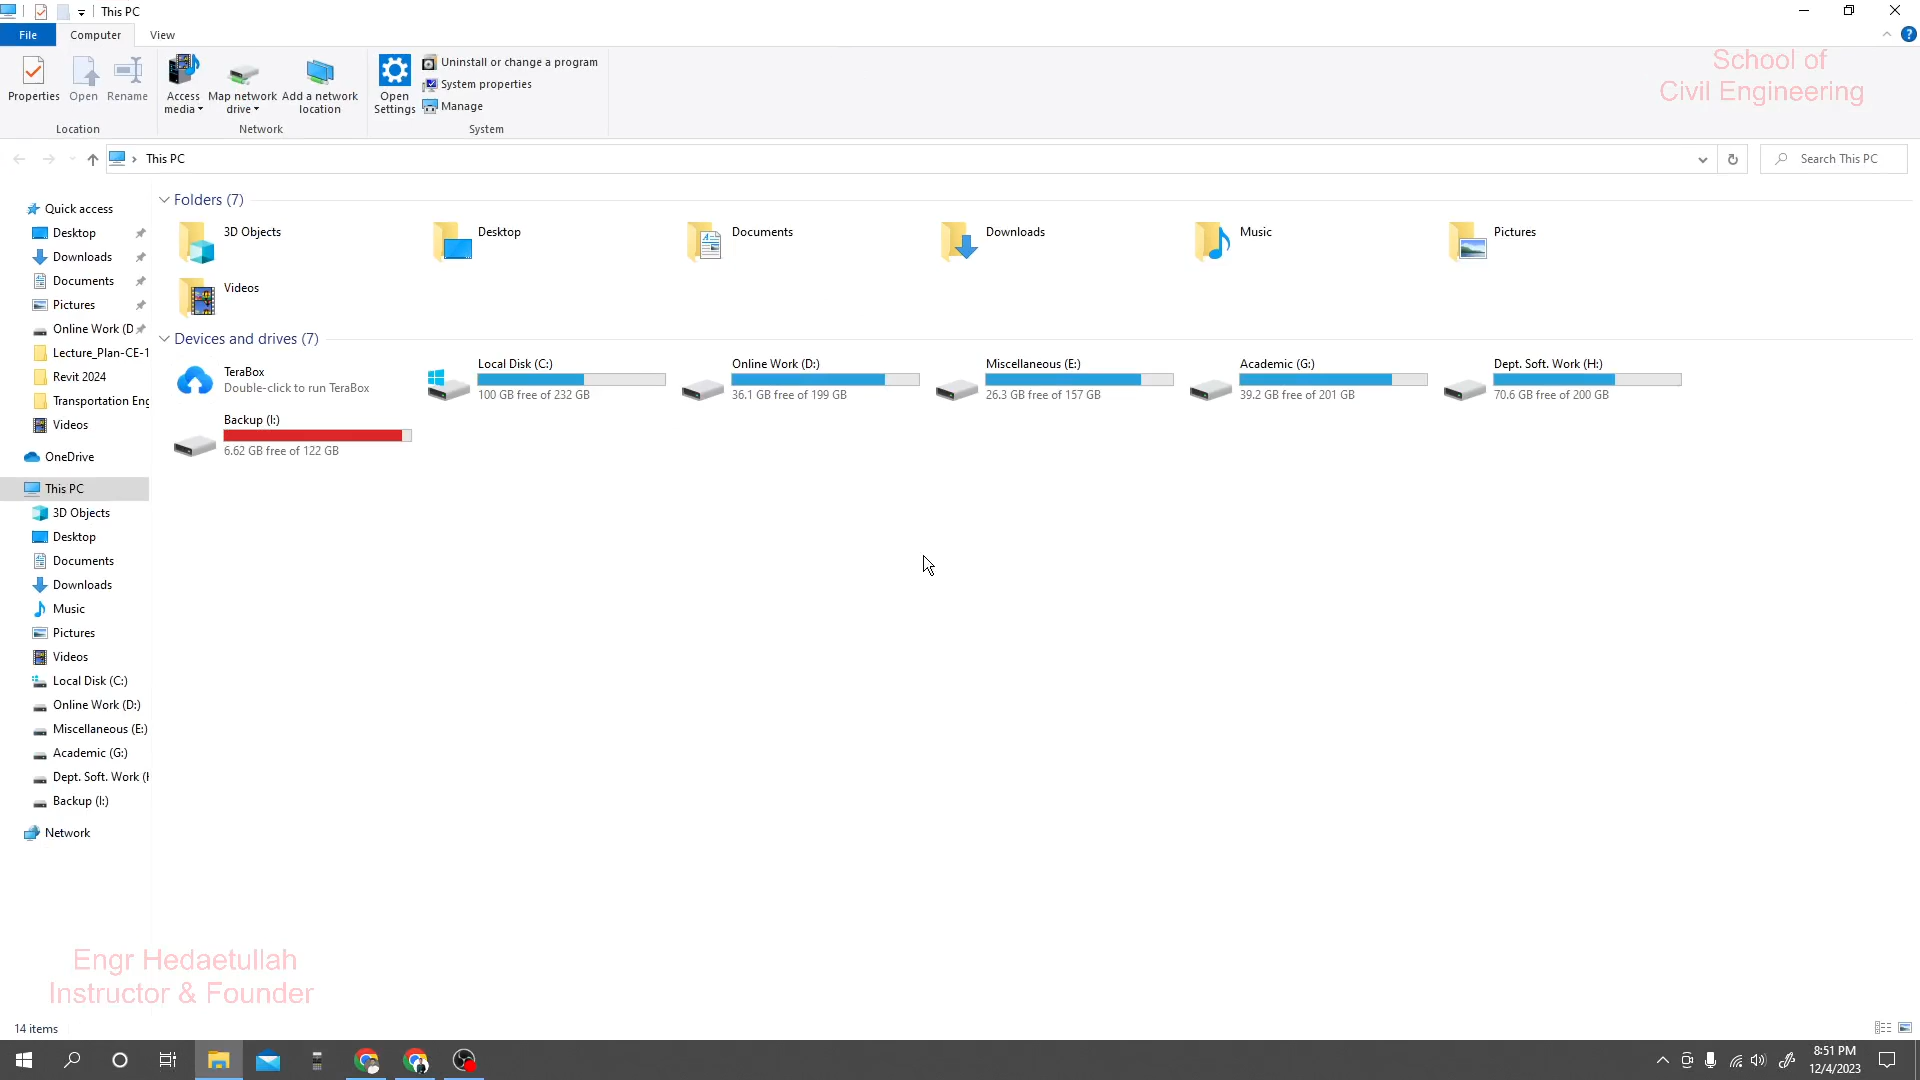 This PC
File
Computer
View
Properties
Open
Rename
Location
Access
media
Map network
drive
Add a network
location
Network
Open
Settings
Uninstall or change a program
System properties
Manage
System
School of
Civil Engineering
This PC
Search This PC
Quick access
Desktop
Downloads
Documents
Pictures
Online Work (D
Lecture_Plan-CE-1
Revit 2024
Transportation Eng
Videos
OneDrive
This PC
3D Objects
Desktop
Documents
Downloads
Music
Pictures
Videos
Local Disk (C:)
Online Work (D:)
Miscellaneous (E:)
Academic (G:)
Dept. Soft. Work (H
Backup (I:)
Network
Folders (7)
3D Objects
Desktop
Documents
Downloads
Music
Pictures
Videos
Devices and drives (7)
TeraBox
Double-click to run TeraBox
Local Disk (C:)
100 GB free of 232 GB
Online Work (D:)
36.1 GB free of 199 GB
Miscellaneous (E:)
26.3 GB free of 157 GB
Academic (G:)
39.2 GB free of 201 GB
Dept. Soft. Work (H:)
70.6 GB free of 200 GB
Backup (I:)
6.62 GB free of 122 GB
Engr Hedaetullah
Instructor & Founder
14 items
8:51 PM
12/4/2023